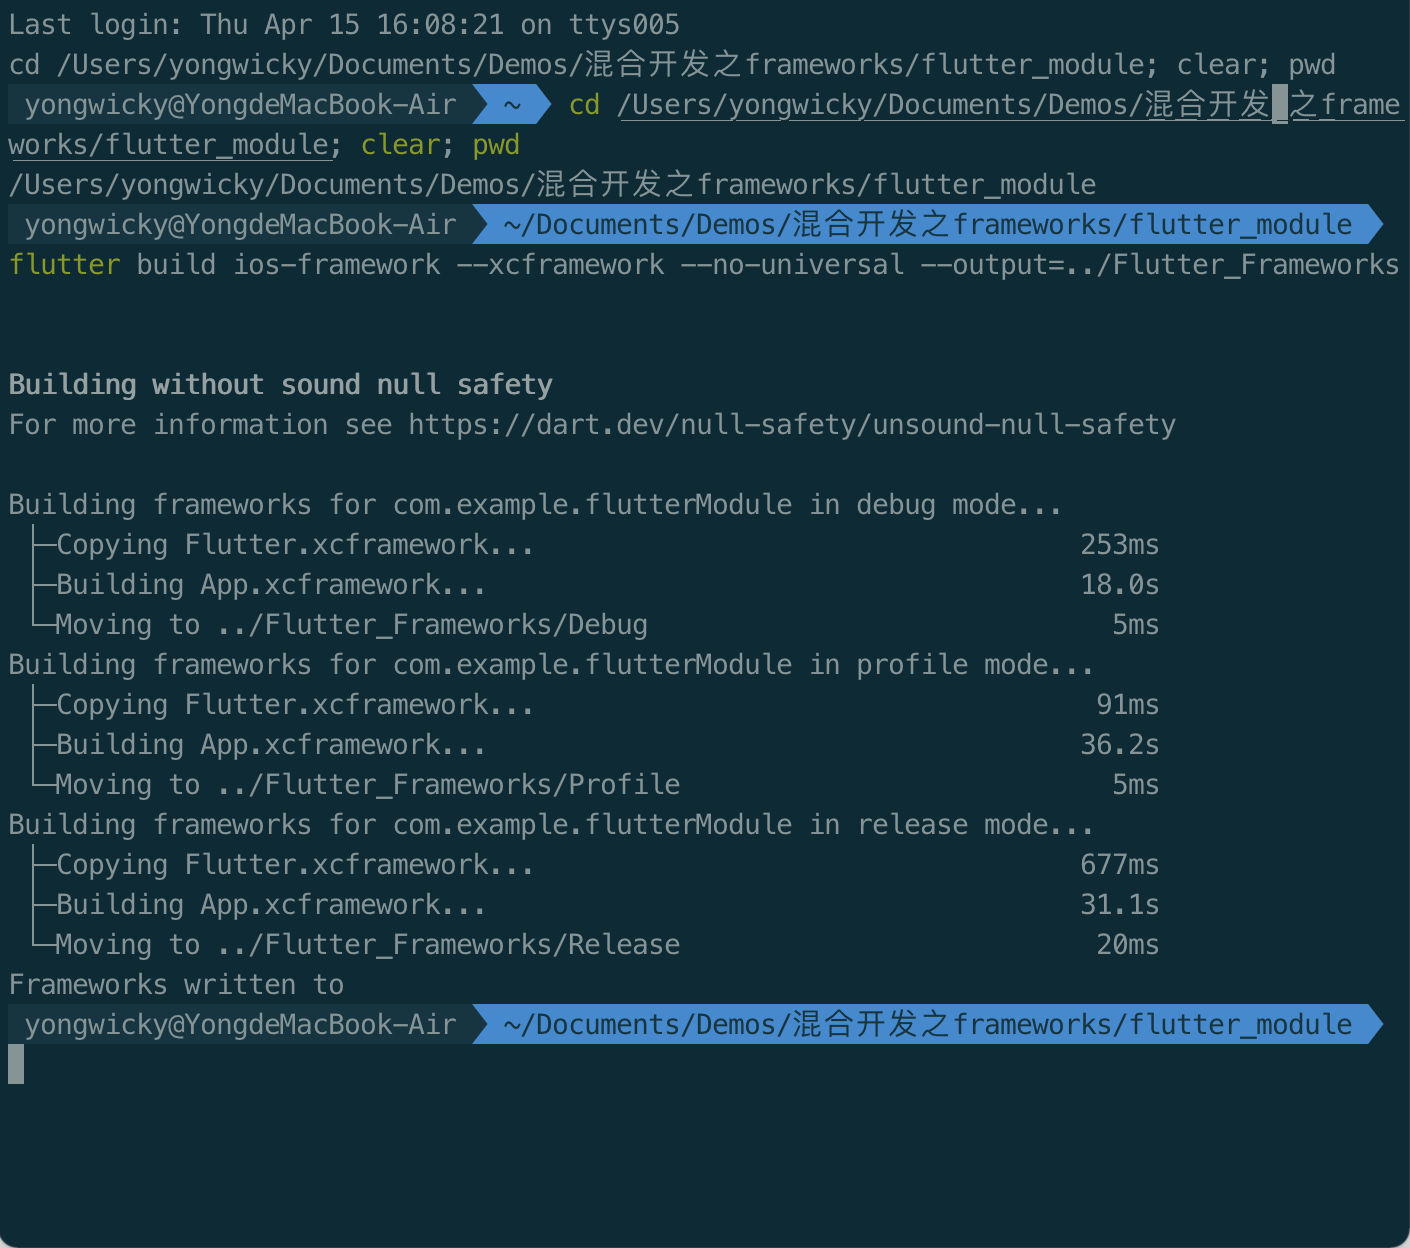 Last login: Thu Apr 15 16:08:21 on ttys005
cd /Users/yongwicky/Documents/Demos/混合开发之frameworks/flutter_module; clear; pwd
yongwicky@YongdeMacBook-Air ~ cd /Users/yongwicky/Documents/Demos/混合开发 之frame
works/flutter_module; clear; pwd
/Users/yongwicky/Documents/Demos/混合开发之frameworks/flutter_module
yongwicky@YongdeMacBook-Air ~/Documents/Demos/混合开发之frameworks/flutter_module
flutter build ios-framework --xcframework --no-universal --output=../Flutter_Frameworks
Building without sound null safety
For more information see https://dart.dev/null-safety/unsound-null-safety
Building frameworks for com.example.flutterModule in debug mode...
├─Copying Flutter.xcframework... 253ms
├─Building App.xcframework... 18.0s
└─Moving to ../Flutter_Frameworks/Debug 5ms
Building frameworks for com.example.flutterModule in profile mode...
├─Copying Flutter.xcframework... 91ms
├─Building App.xcframework... 36.2s
└─Moving to ../Flutter_Frameworks/Profile 5ms
Building frameworks for com.example.flutterModule in release mode...
├─Copying Flutter.xcframework... 677ms
├─Building App.xcframework... 31.1s
└─Moving to ../Flutter_Frameworks/Release 20ms
Frameworks written to
yongwicky@YongdeMacBook-Air ~/Documents/Demos/混合开发之frameworks/flutter_module